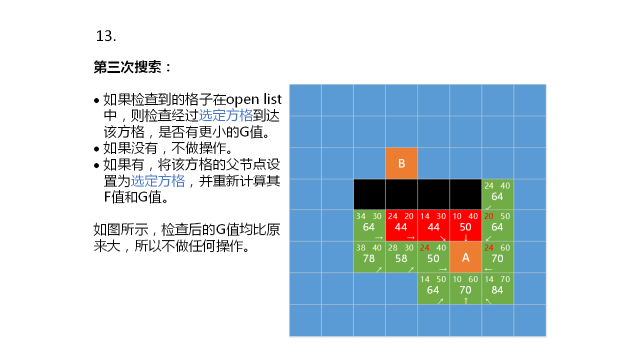 13.
第三次搜索：
• 如果检查到的格子在open list
中，则检查经过选定方格到达
该方格，是否有更小的G值。
• 如果没有，不做操作。
• 如果有，将该方格的父节点设
置为选定方格，并重新计算其
F值和G值。
如图所示，检查后的G值均比原
来大，所以不做任何操作。
B
24 40
64
↙
34 30 24 20 14 30 10 40 20 50
64 44 44 50 64
→ → ↘ ↓ ↙
38 40 28 30 24 40 24 60
78 58 50 A 70
↗ ↗ → ←
14 50 10 60 14 70
64 70 84
↗ ↑ ↖